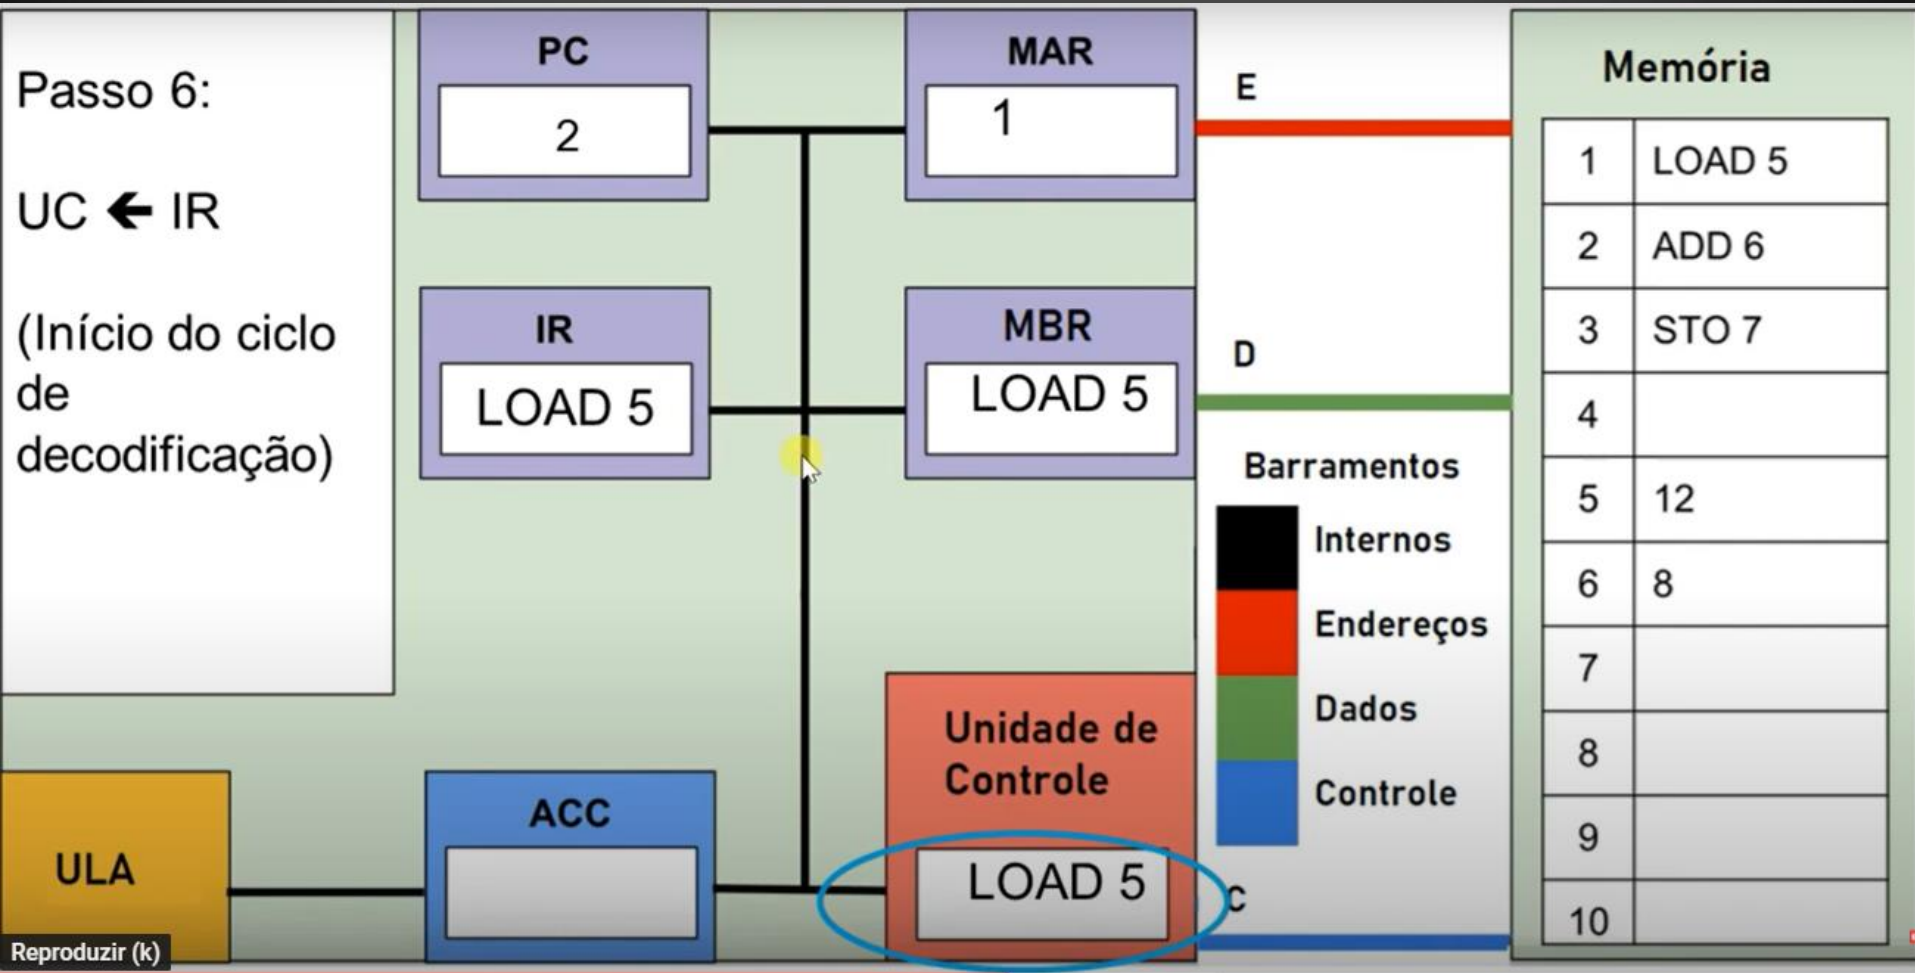 Passo 6:
UC ← IR
(Início do ciclo
de
decodificação)
PC
2
MAR
1
IR
LOAD 5
MBR
LOAD 5
ULA
ACC
Unidade de
Controle
LOAD 5
E
D
Barramentos
Internos
Endereços
Dados
Controle
C
Memória
1 LOAD 5
2 ADD 6
3 STO 7
4
5 12
6 8
7
8
9
10
Reproduzir (k)